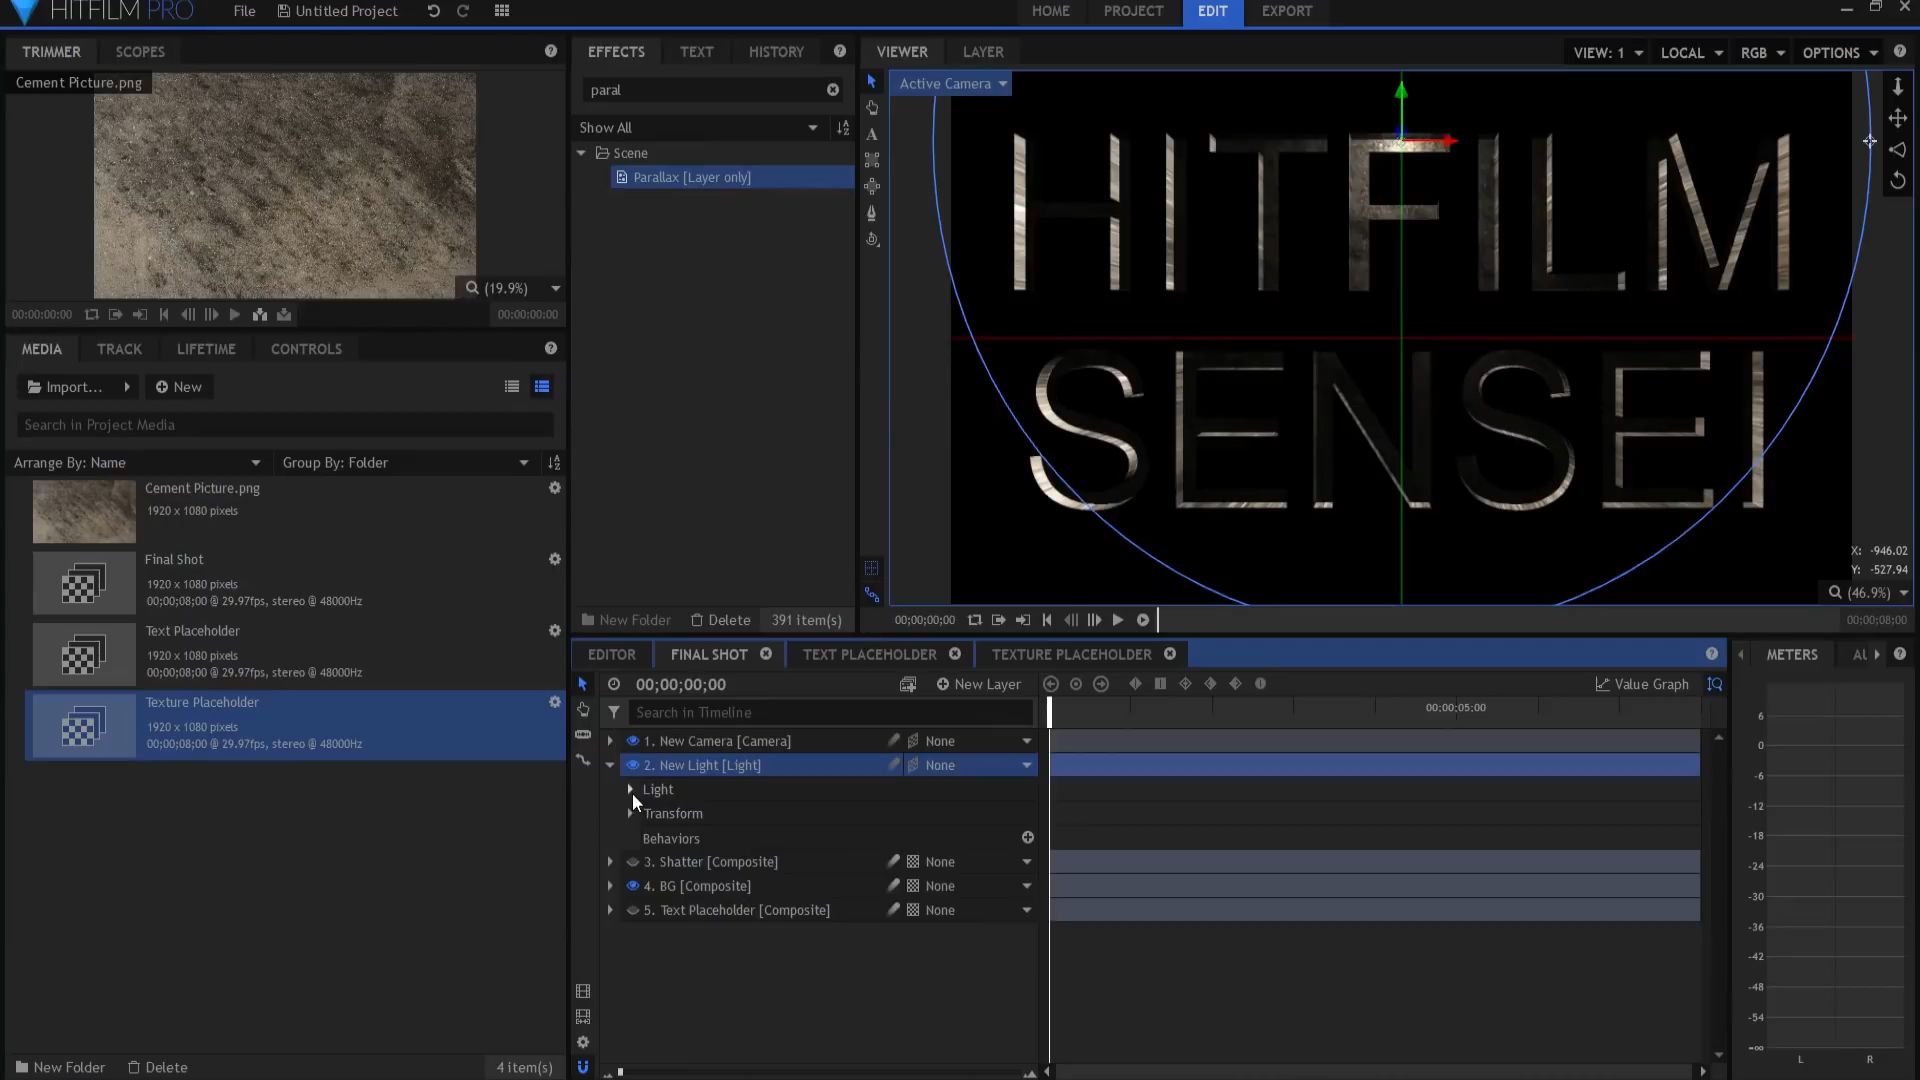 HITFILM PRO
File
Untitled Project
HOME
PROJECT
EDIT
EXPORT
TRIMMER
SCOPES
Cement Picture.png
(19.9%)
00:00:00:00
00:00:00:00
MEDIA
TRACK
LIFETIME
CONTROLS
Import...
New
Search in Project Media
Arrange By: Name
Group By: Folder
Cement Picture.png
1920 x 1080 pixels
Final Shot
1920 x 1080 pixels
00;00;08;00 @ 29.97fps, stereo @ 48000Hz
Text Placeholder
1920 x 1080 pixels
00;00;08;00 @ 29.97fps, stereo @ 48000Hz
Texture Placeholder
1920 x 1080 pixels
00;00;08;00 @ 29.97fps, stereo @ 48000Hz
New Folder
Delete
4 item(s)
EFFECTS
TEXT
HISTORY
paral
Show All
Scene
Parallax [Layer only]
New Folder
Delete
391 item(s)
VIEWER
LAYER
VIEW: 1
LOCAL
RGB
OPTIONS
Active Camera
HITFILM
SENSEI
X: -946.02
Y: -527.94
(46.9%)
00;00;00;00
00;00;08;00
EDITOR
FINAL SHOT
TEXT PLACEHOLDER
TEXTURE PLACEHOLDER
00;00;00;00
New Layer
Value Graph
Search in Timeline
00:00:05:00
1. New Camera [Camera]
None
2. New Light [Light]
None
Light
Transform
Behaviors
3. Shatter [Composite]
None
4. BG [Composite]
None
5. Text Placeholder [Composite]
None
METERS
6
0
-6
-12
-18
-24
-30
-36
-42
-48
-54
-∞
L
R